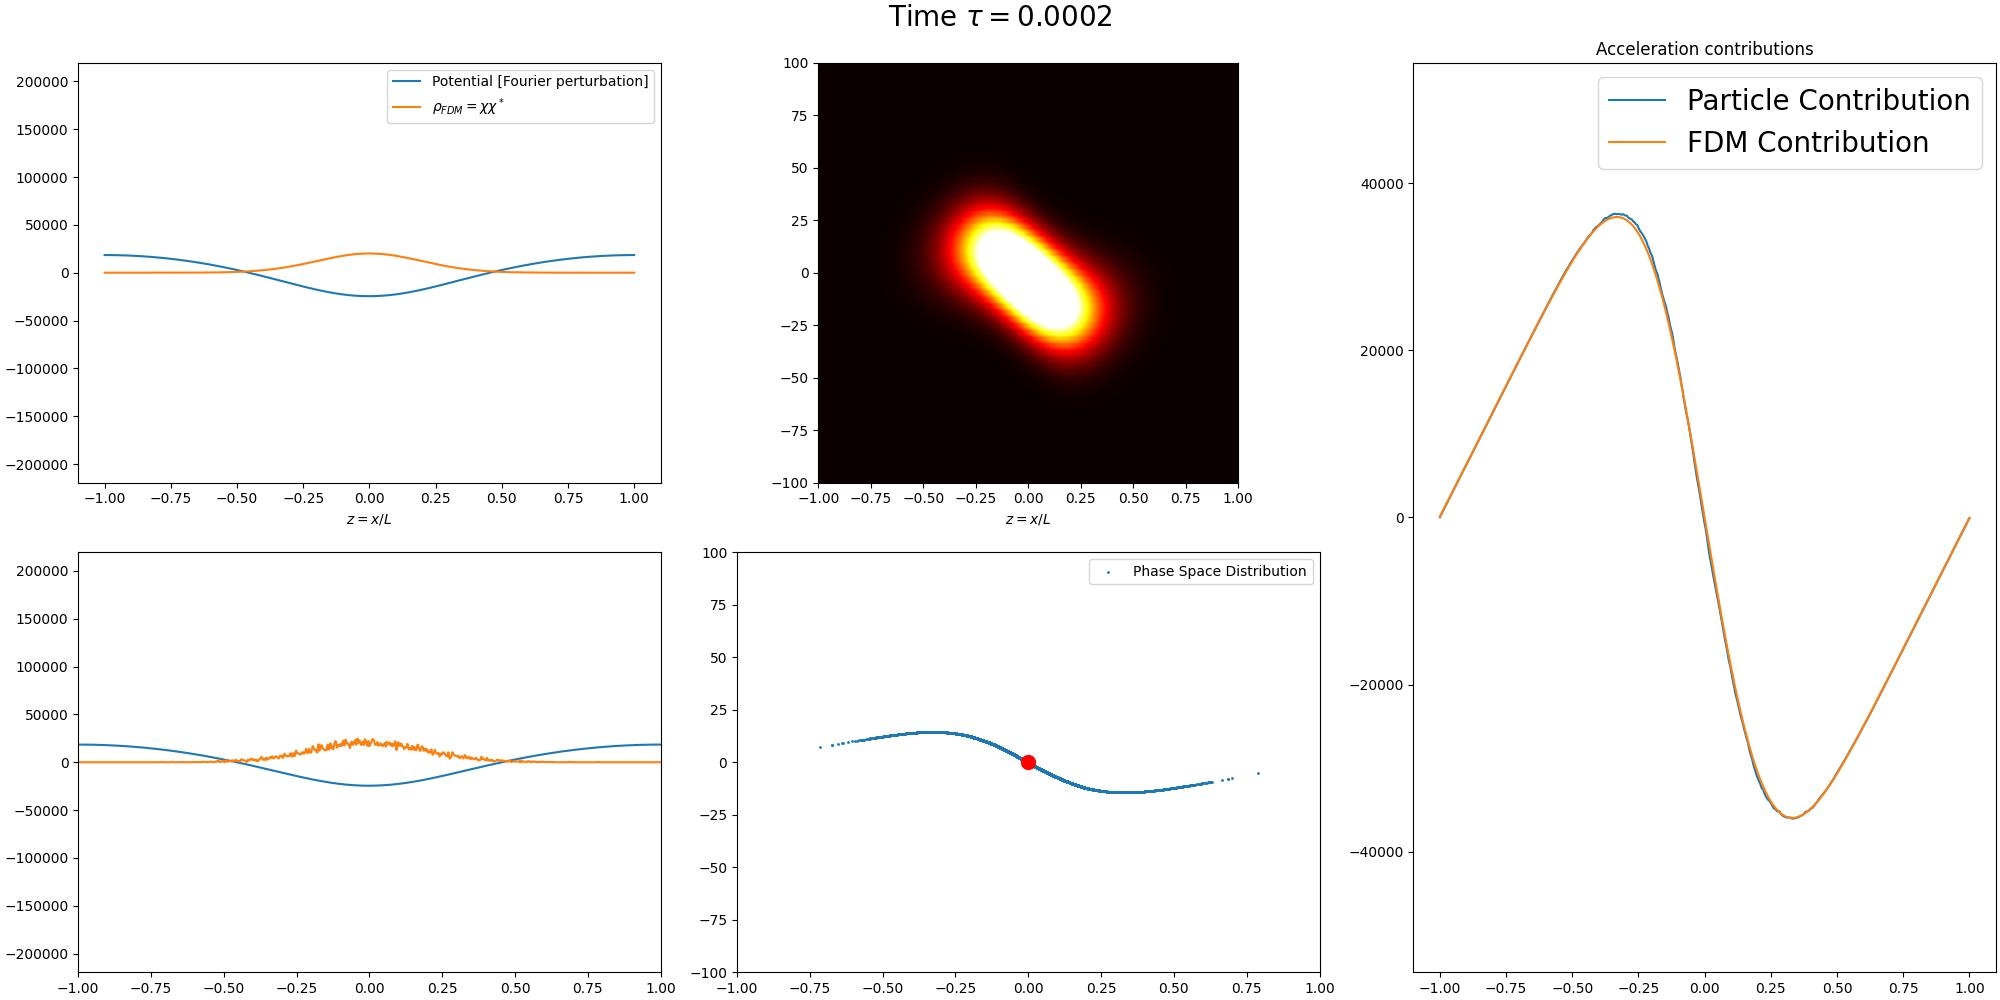 Time τ = 0.0002
200000
150000
100000
50000
0
−50000
−100000
−150000
−200000
Potential [Fourier perturbation]
ρFDM = χχ*
−1.00 −0.75 −0.50 −0.25 0.00 0.25 0.50 0.75 1.00
z = x/L
100
75
50
25
0
−25
−50
−75
−100
−1.00 −0.75 −0.50 −0.25 0.00 0.25 0.50 0.75 1.00
z = x/L
Acceleration contributions
Particle Contribution
FDM Contribution
40000
20000
0
−20000
−40000
−1.00 −0.75 −0.50 −0.25 0.00 0.25 0.50 0.75 1.00
200000
150000
100000
50000
0
−50000
−100000
−150000
−200000
−1.00 −0.75 −0.50 −0.25 0.00 0.25 0.50 0.75 1.00
100
75
50
25
0
−25
−50
−75
−100
Phase Space Distribution
−1.00 −0.75 −0.50 −0.25 0.00 0.25 0.50 0.75 1.00